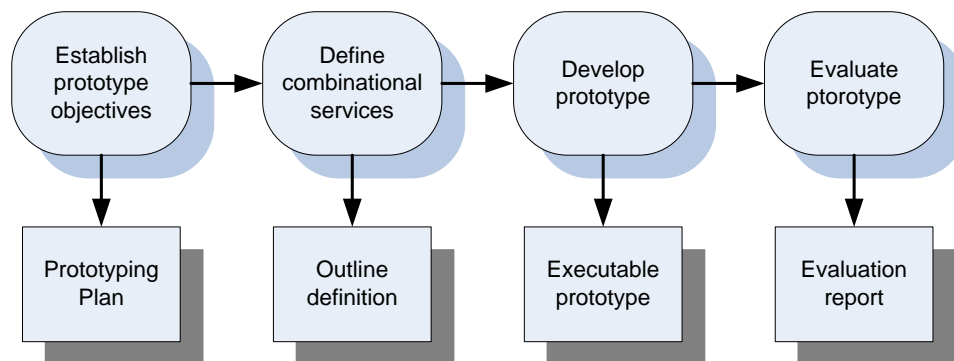 Establish
prototype
objectives
Define
combinational
services
Develop
prototype
Evaluate
ptorotype
Prototyping
Plan
Outline
definition
Executable
prototype
Evaluation
report